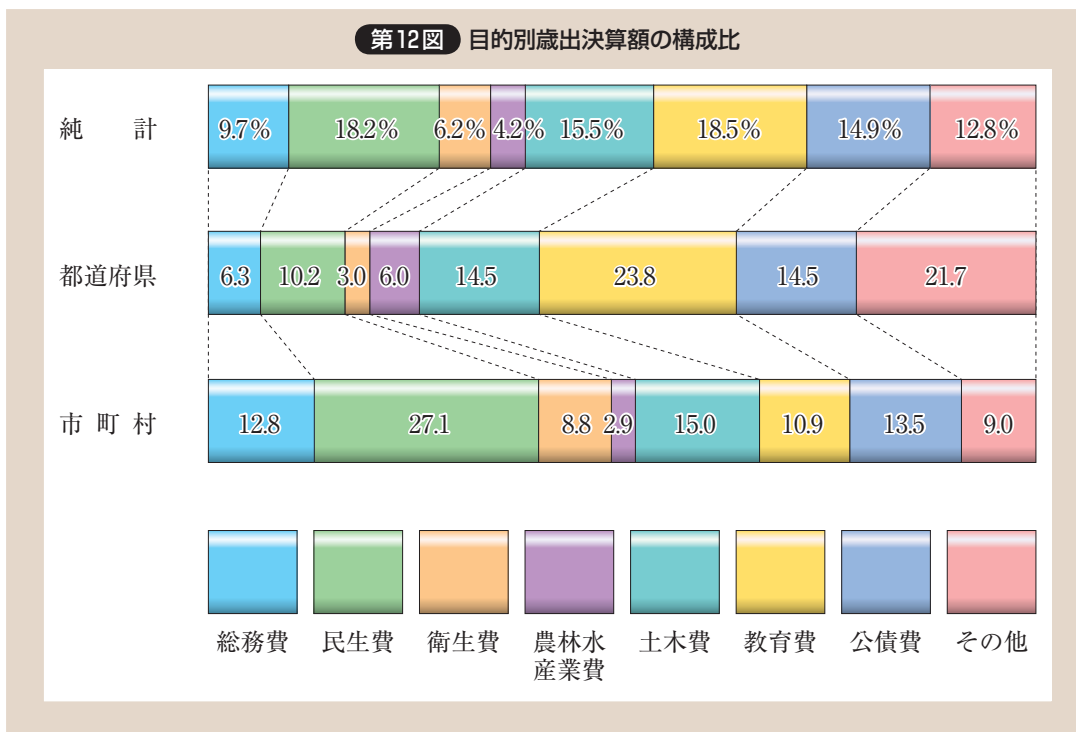 第12図 目的別歳出決算額の構成比
純計 9.7% 18.2% 6.2% 4.2% 15.5% 18.5% 14.9% 12.8%
都道府県 6.3 10.2 3.0 6.0 14.5 23.8 14.5 21.7
市町村 12.8 27.1 8.8 2.9 15.0 10.9 13.5 9.0
総務費 民生費 衛生費 農林水 土木費 教育費 公債費 その他
産業費